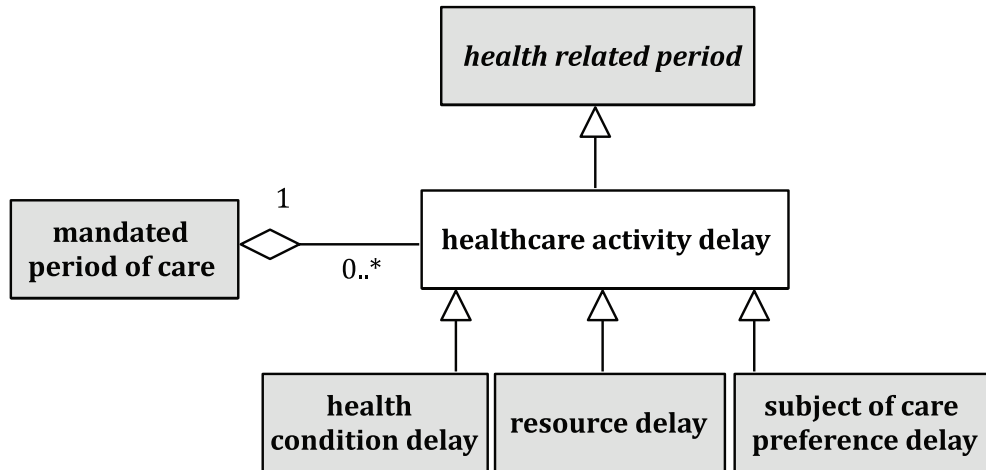 health related period
1
mandated
period of care
healthcare activity delay
0..*
health
condition delay
resource delay
subject of care
preference delay